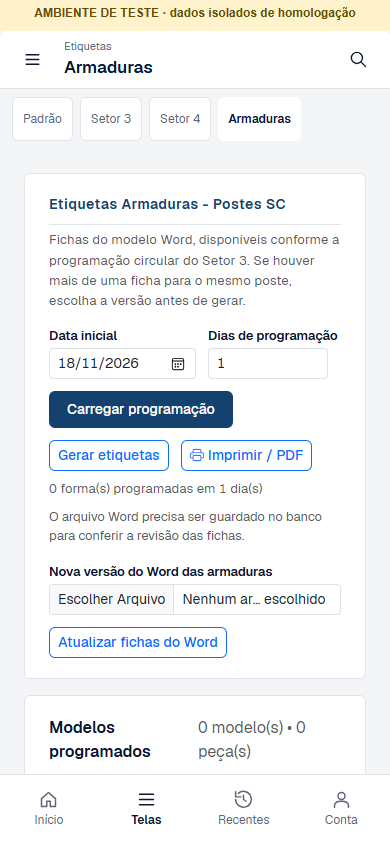 AMBIENTE DE TESTE · dados isolados de homologação
Etiquetas
Armaduras
Padrão
Setor 3
Setor 4
Armaduras
Etiquetas Armaduras - Postes SC
Fichas do modelo Word, disponíveis conforme a
programação circular do Setor 3. Se houver
mais de uma ficha para o mesmo poste,
escolha a versão antes de gerar.
Data inicial
Dias de programação
18/11/2026
1
Carregar programação
Gerar etiquetas
Imprimir / PDF
0 forma(s) programadas em 1 dia(s)
O arquivo Word precisa ser guardado no banco
para conferir a revisão das fichas.
Nova versão do Word das armaduras
Escolher Arquivo
Nenhum ar... escolhido
Atualizar fichas do Word
Modelos
programados
0 modelo(s) • 0
peça(s)
Início
Telas
Recentes
Conta